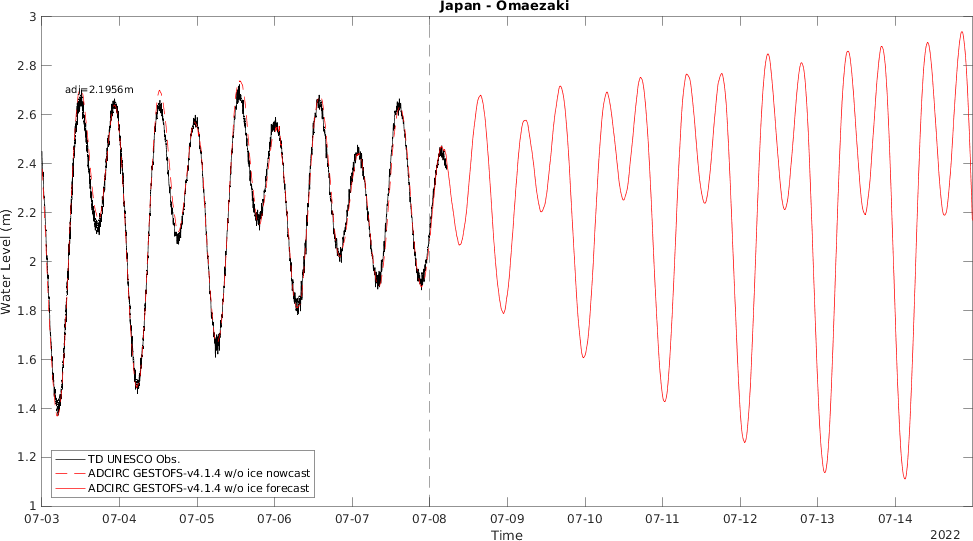 Japan - Omaezaki
3
2.8
2.6
2.4
2.2
2
1.8
1.6
1.4
1.2
1
Water Level (m)
adj=2.1956m
TD UNESCO Obs.
ADCIRC GESTOFS-v4.1.4 w/o ice nowcast
ADCIRC GESTOFS-v4.1.4 w/o ice forecast
07-03 07-04 07-05 07-06 07-07 07-08 07-09 07-10 07-11 07-12 07-13 07-14
Time
2022